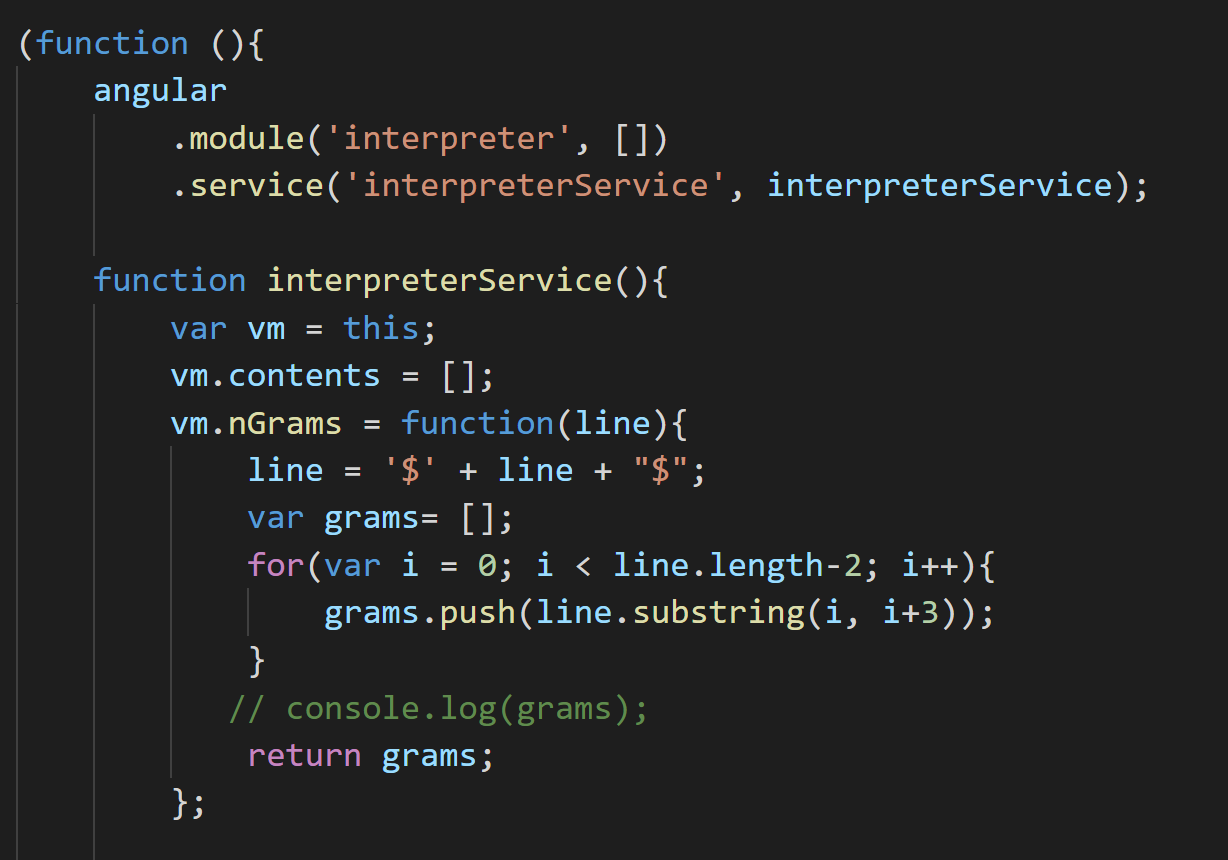 (function (){
    angular
        .module('interpreter', [])
        .service('interpreterService', interpreterService);

    function interpreterService(){
        var vm = this;
        vm.contents = [];
        vm.nGrams = function(line){
            line = '$' + line + "$";
            var grams= [];
            for(var i = 0; i < line.length-2; i++){
                grams.push(line.substring(i, i+3));
            }
           // console.log(grams);
            return grams;
        };